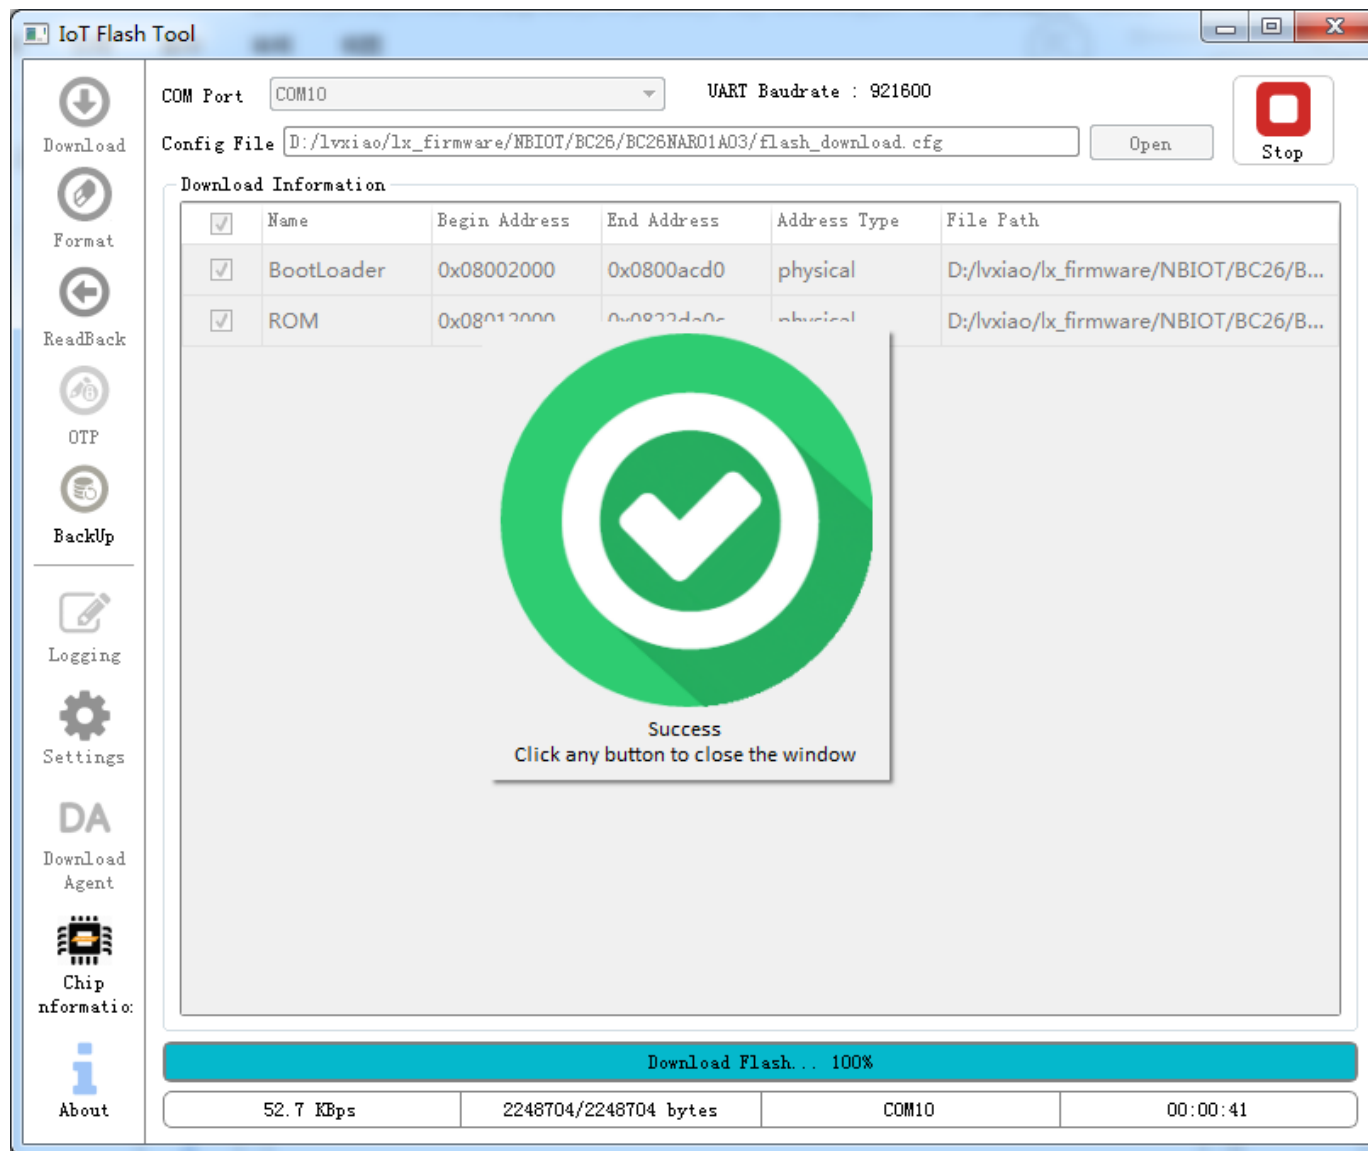 IoT Flash Tool
Download
Format
ReadBack
OTP
BackUp
Logging
Settings
DA
Download
Agent
Chip
nformatio:
About
COM Port COM10 UART Baudrate : 921600
Config File D:/lvxiao/lx_firmware/NBIOT/BC26/BC26NAR01A03/flash_download.cfg Open Stop
Download Information
Name Begin Address End Address Address Type File Path
BootLoader 0x08002000 0x0800acd0 physical D:/lvxiao/lx_firmware/NBIOT/BC26/B...
ROM 0x08012000 physical D:/lvxiao/lx_firmware/NBIOT/BC26/B...
Success
Click any button to close the window
Download Flash... 100%
52.7 KBps 2248704/2248704 bytes COM10 00:00:41